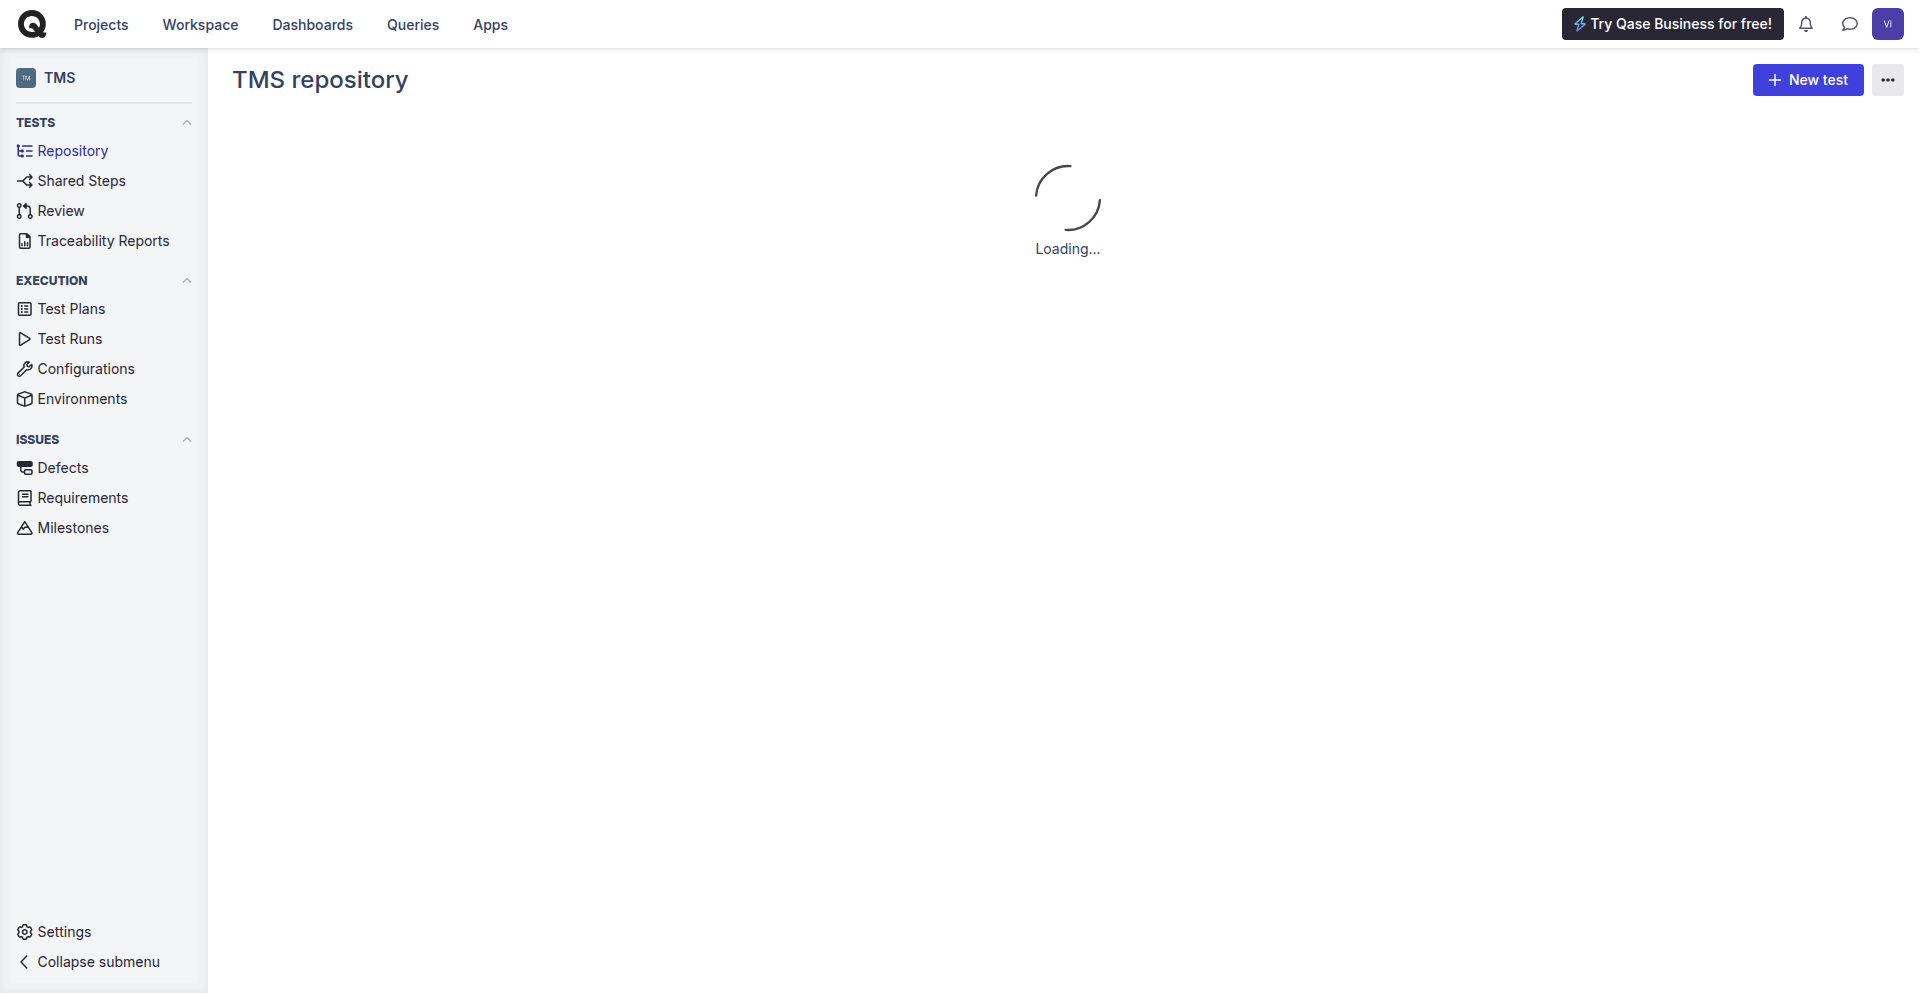 Projects
Workspace
Dashboards
Queries
Apps
Try Qase Business for free!
VI
TM
TMS
TESTS
Repository
Shared Steps
Review
Traceability Reports
EXECUTION
Test Plans
Test Runs
Configurations
Environments
ISSUES
Defects
Requirements
Milestones
Settings
Collapse submenu
TMS repository
New test
Loading...